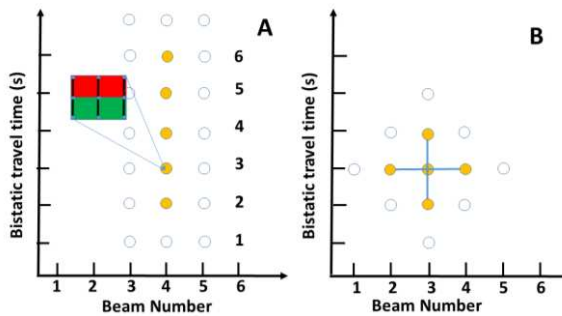 A
Bistatic travel time (s)
6
5
4
3
2
1
1 2 3 4 5 6
Beam Number
B
Bistatic travel time (s)
1 2 3 4 5 6
Beam Number